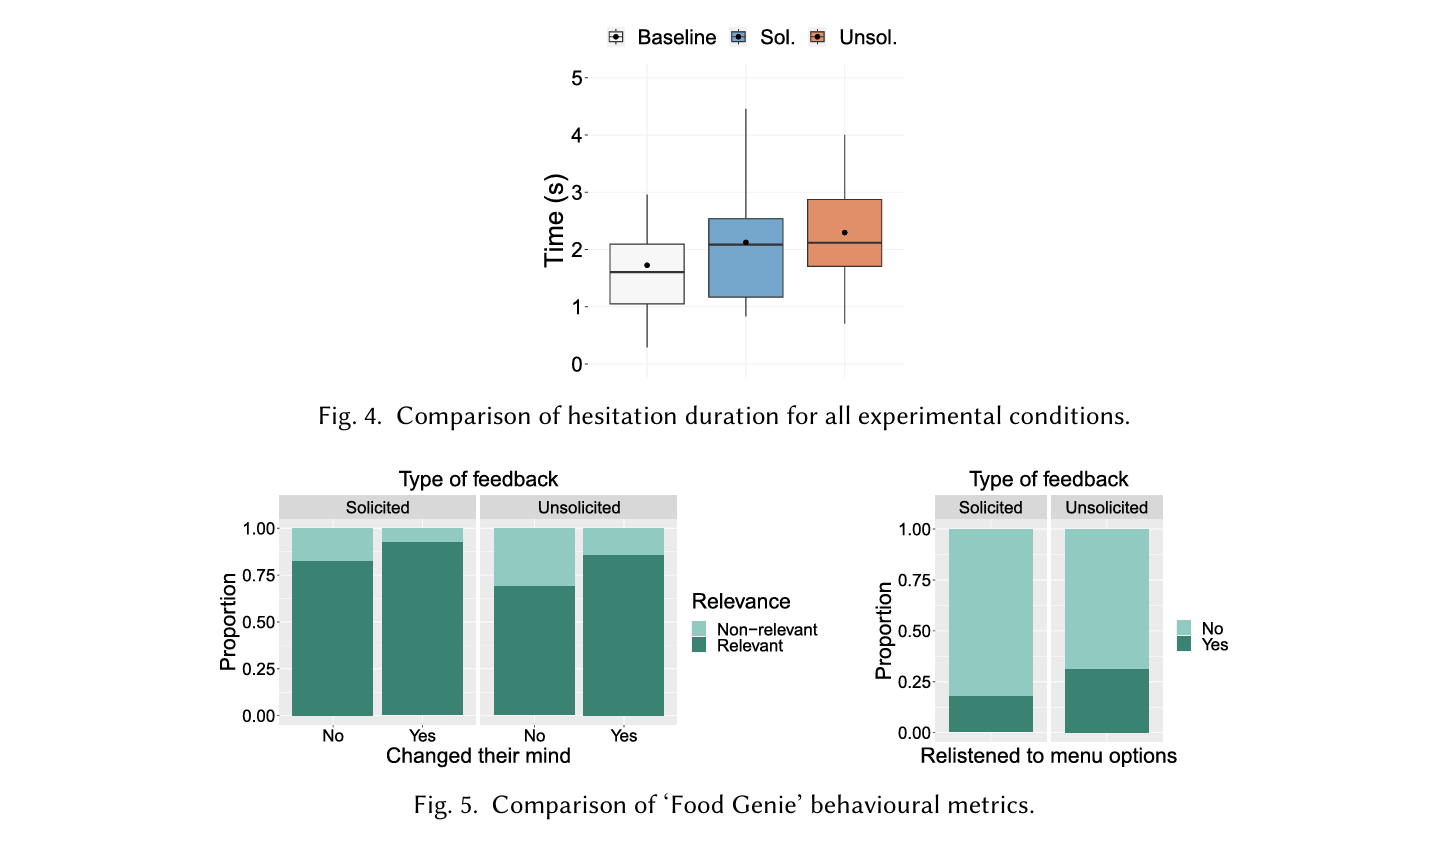 Baseline Sol. Unsol.
5
4
3
2
1
0
Time (s)
Fig. 4. Comparison of hesitation duration for all experimental conditions.
Type of feedback
Solicited Unsolicited
1.00
0.75
0.50
0.25
0.00
Proportion
No Yes No Yes
Changed their mind
Relevance
Non−relevant
Relevant
Type of feedback
Solicited Unsolicited
1.00
0.75
0.50
0.25
0.00
Proportion
Relistened to menu options
No
Yes
Fig. 5. Comparison of ‘Food Genie’ behavioural metrics.